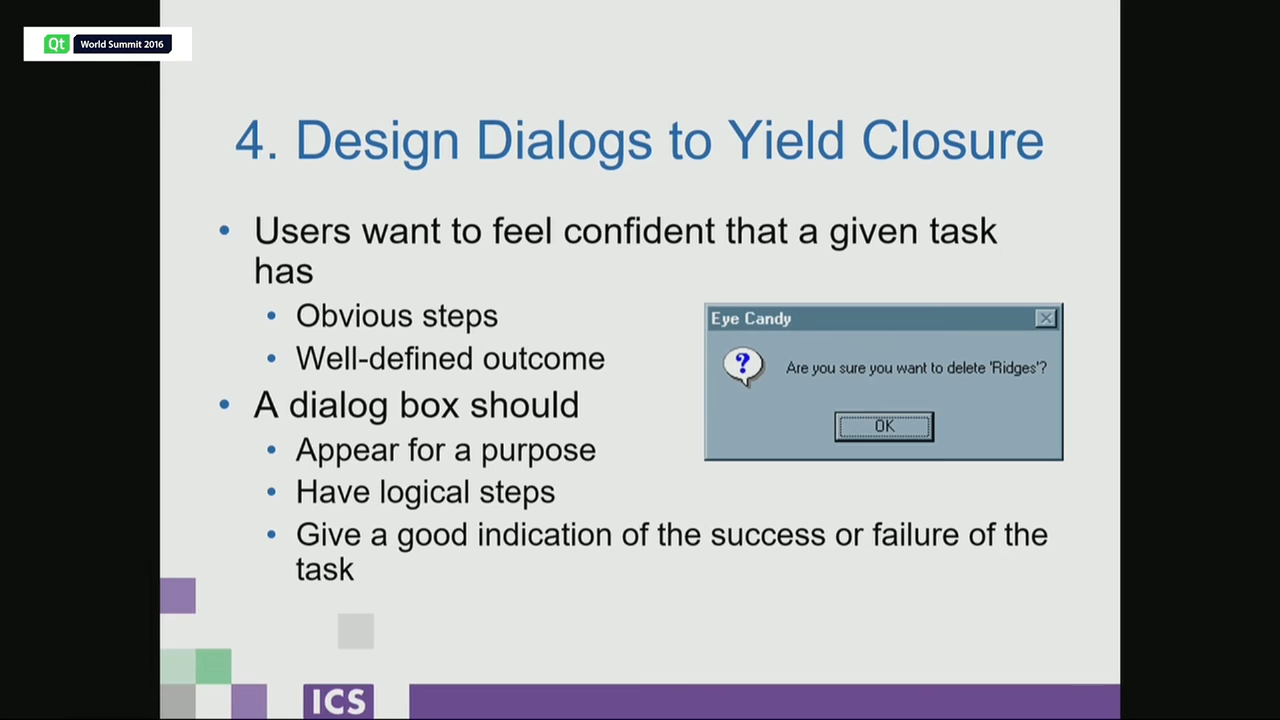 Qt World Summit 2016
4. Design Dialogs to Yield Closure
• Users want to feel confident that a given task
has
• Obvious steps
• Well-defined outcome
• A dialog box should
• Appear for a purpose
• Have logical steps
• Give a good indication of the success or failure of the
task
Eye Candy
Are you sure you want to delete 'Ridges'?
OK
ICS